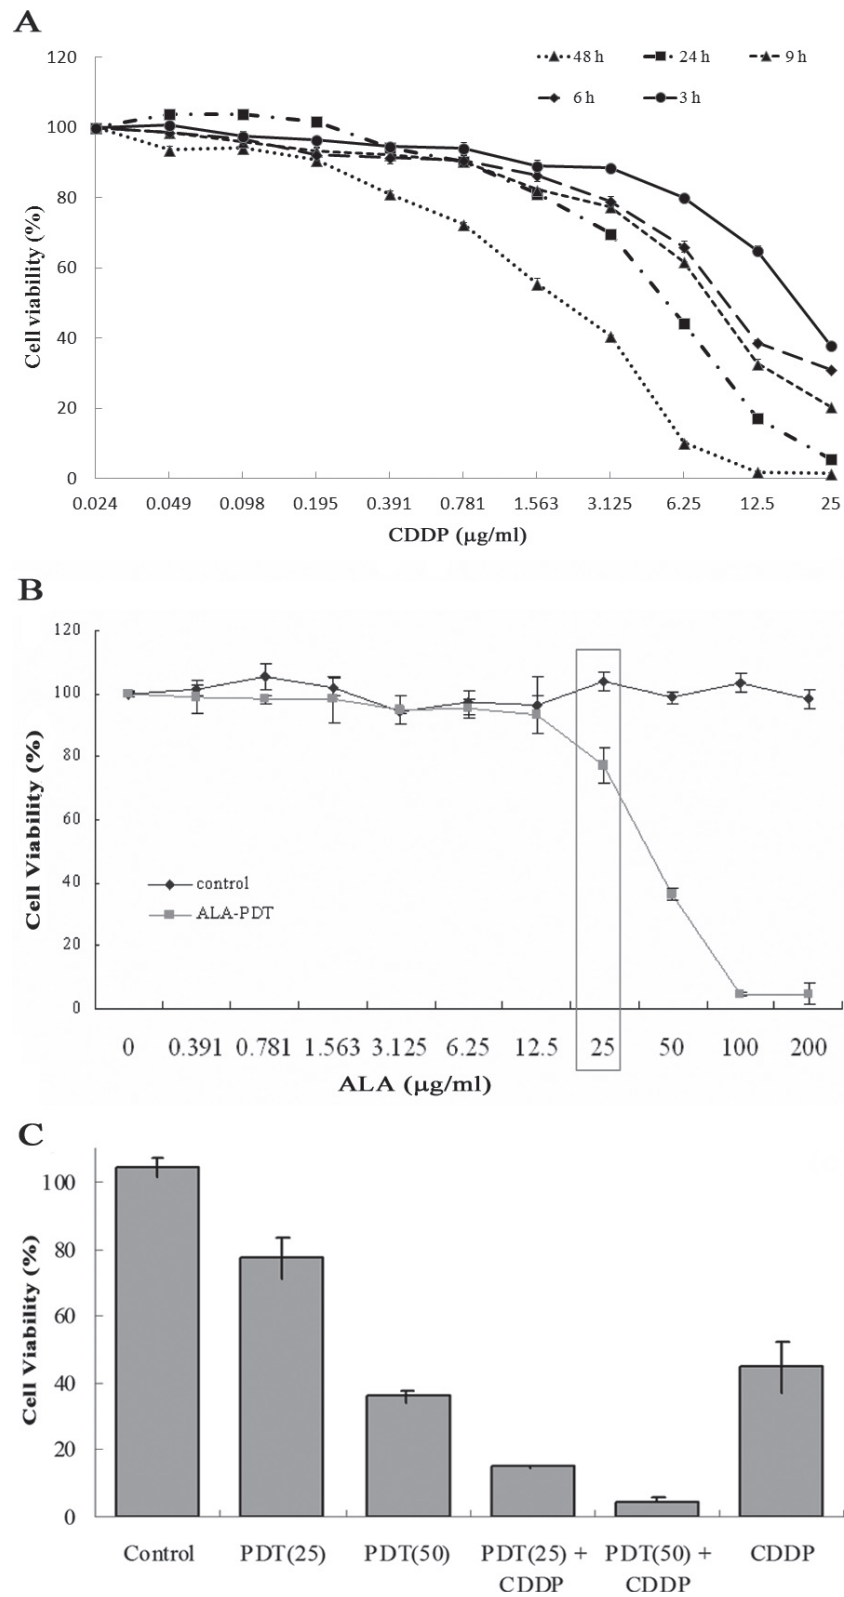 A
48 h 24 h 9 h
6 h 3 h
120
100
80
60
40
20
0
Cell viability (%)
0.024 0.049 0.098 0.195 0.391 0.781 1.563 3.125 6.25 12.5 25
CDDP (µg/ml)
B
120
100
80
60
40
20
0
Cell Viability (%)
control
ALA-PDT
0 0.391 0.781 1.563 3.125 6.25 12.5 25 50 100 200
ALA (µg/ml)
C
100
80
60
40
20
0
Cell Viability (%)
Control PDT(25) PDT(50) PDT(25) + PDT(50) + CDDP
CDDP CDDP